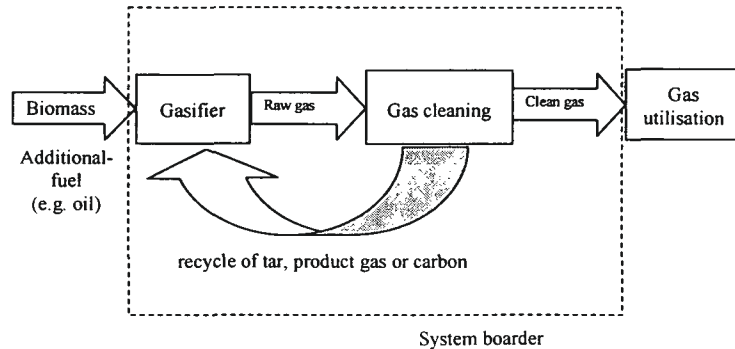 Biomass
Additional-
fuel
(e.g. oil)
Gasifier
Raw gas
Gas cleaning
Clean gas
Gas
utilisation
recycle of tar, product gas or carbon
System boarder